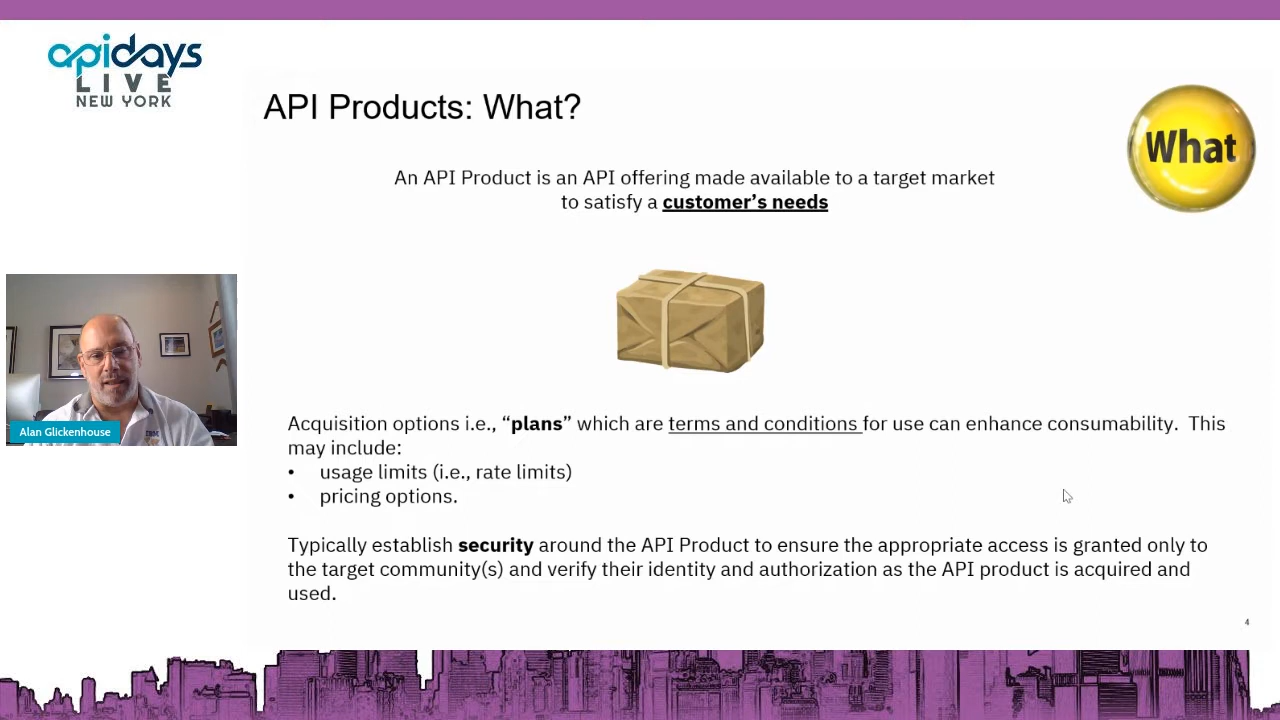 apidays
LIVE
NEW YORK
API Products: What?
What
An API Product is an API offering made available to a target market
to satisfy a customer’s needs
Alan Glickenhouse
Acquisition options i.e., “plans” which are terms and conditions for use can enhance consumability. This
may include:
• usage limits (i.e., rate limits)
• pricing options.
Typically establish security around the API Product to ensure the appropriate access is granted only to
the target community(s) and verify their identity and authorization as the API product is acquired and
used.
4